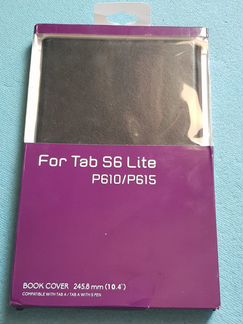 For Tab S6 Lite
P610/P615
BOOK COVER 245.8 mm (10.4")
COMPATIBLE WITH TAB A / TAB A WITH S PEN